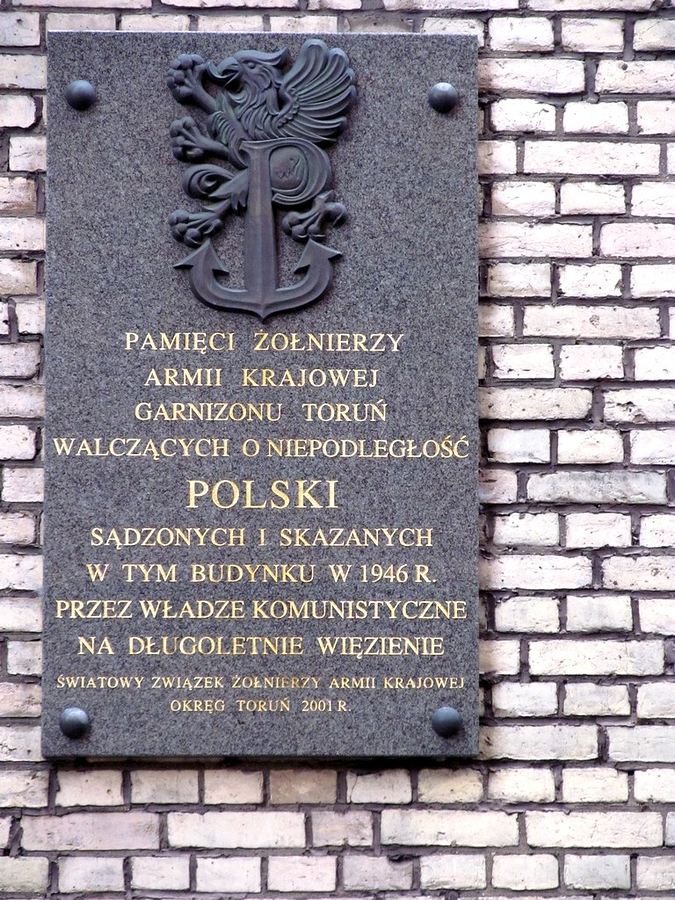 PAMIĘCI ŻOŁNIERZY
ARMII KRAJOWEJ
GARNIZONU TORUŃ
WALCZĄCYCH O NIEPODLEGŁOŚĆ
POLSKI
SĄDZONYCH I SKAZANYCH
W TYM BUDYNKU W 1946 R.
PRZEZ WŁADZE KOMUNISTYCZNE
NA DŁUGOLETNIE WIĘZIENIE
ŚWIATOWY ZWIĄZEK ŻOŁNIERZY ARMII KRAJOWEJ
OKRĘG TORUŃ 2001 R.